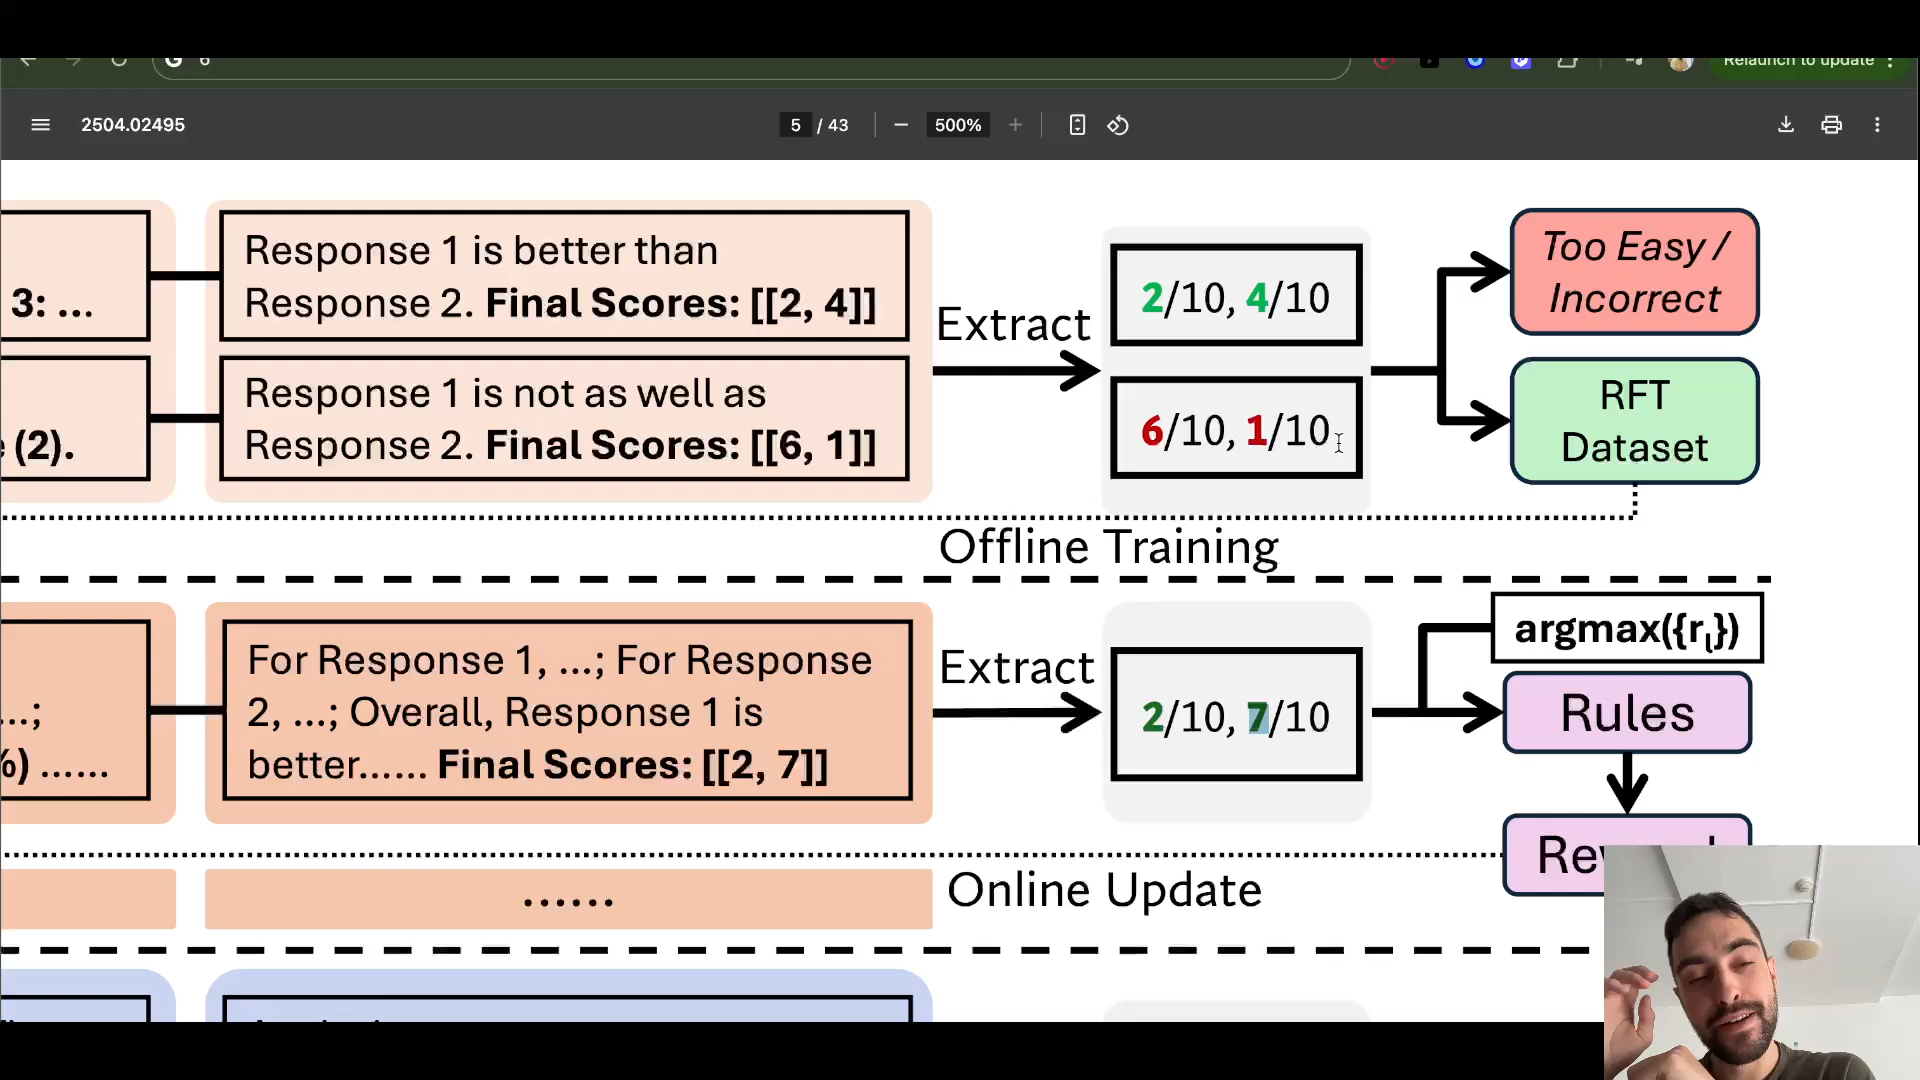 6
Relaunch to update
2504.02495
5 / 43
500%
3: ...
Response 1 is better than
Response 2. Final Scores: [[2, 4]]
Extract
2/10, 4/10
Too Easy /
Incorrect
(2).
Response 1 is not as well as
Response 2. Final Scores: [[6, 1]]
6/10, 1/10
RFT
Dataset
Offline Training
...;
%) ......
For Response 1, ...; For Response
2, ...; Overall, Response 1 is
better...... Final Scores: [[2, 7]]
Extract
2/10, 7/10
argmax({rₗ})
Rules
......
Online Update